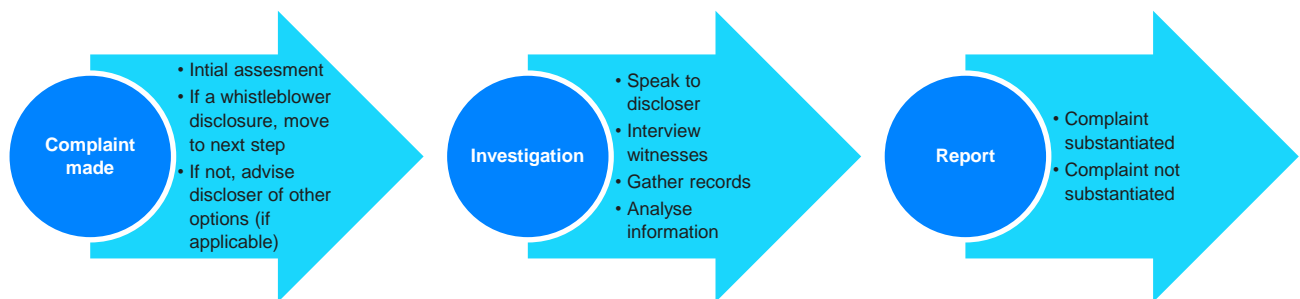 Complaint
made
• Intial assesment
• If a whistleblower
disclosure, move
to next step
• If not, advise
discloser of other
options (if
applicable)
Investigation
• Speak to
discloser
• Interview
witnesses
• Gather records
• Analyse
information
Report
• Complaint
substantiated
• Complaint not
substantiated